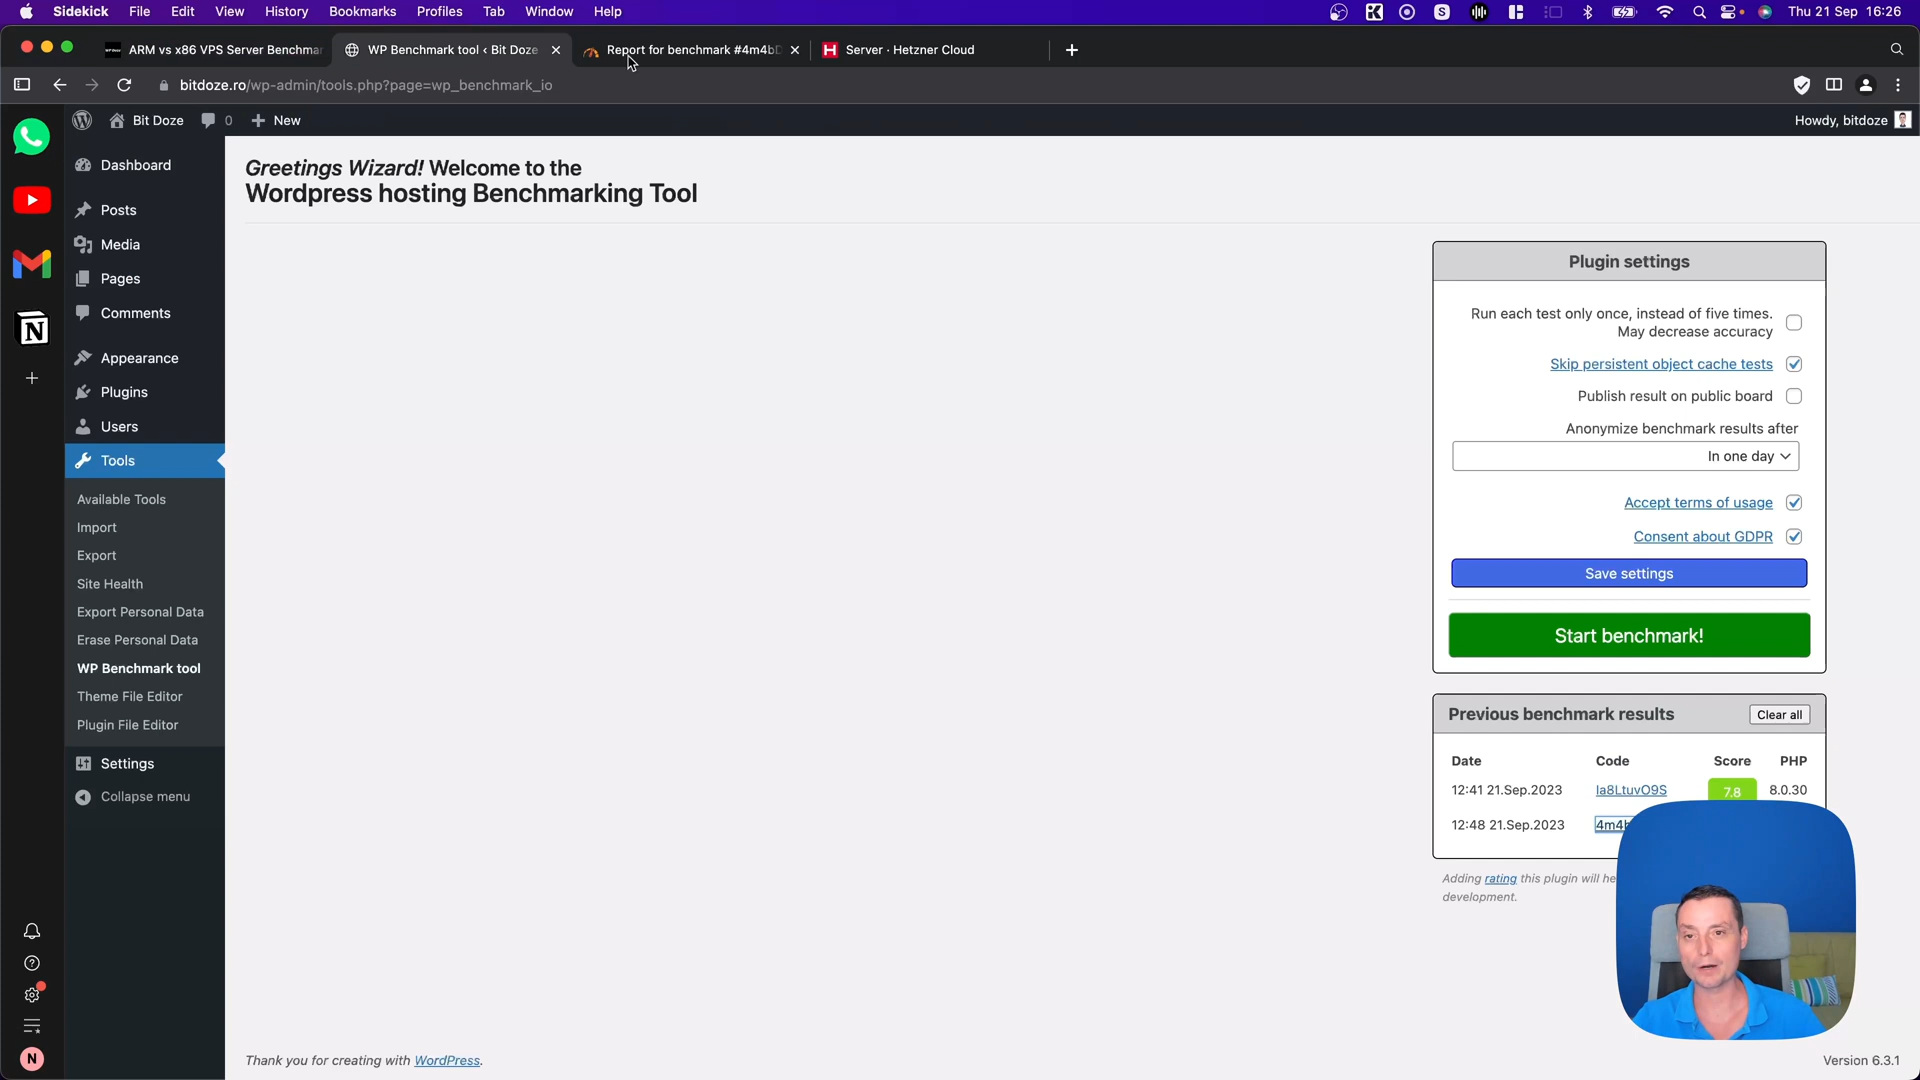 Sidekick File Edit View History Bookmarks Profiles Tab Window Help Thu 21 Sep 16:26
ARM vs x86 VPS Server Benchmar WP Benchmark tool ‹ Bit Doze Report for benchmark #4m4b Server · Hetzner Cloud
bitdoze.ro/wp-admin/tools.php?page=wp_benchmark_io
Bit Doze 0 New Howdy, bitdoze
Dashboard
Posts
Media
Pages
Comments
Appearance
Plugins
Users
Tools
Available Tools
Import
Export
Site Health
Export Personal Data
Erase Personal Data
WP Benchmark tool
Theme File Editor
Plugin File Editor
Settings
Collapse menu
N
Greetings Wizard! Welcome to the
Wordpress hosting Benchmarking Tool
Plugin settings
Run each test only once, instead of five times.
May decrease accuracy
Skip persistent object cache tests
Publish result on public board
Anonymize benchmark results after
In one day
Accept terms of usage
Consent about GDPR
Save settings
Start benchmark!
Previous benchmark results Clear all
Date Code Score PHP
12:41 21.Sep.2023 7.8 8.0.30
12:48 21.Sep.2023 4m4b
Adding rating this plugin will he
development.
Thank you for creating with WordPress. Version 6.3.1